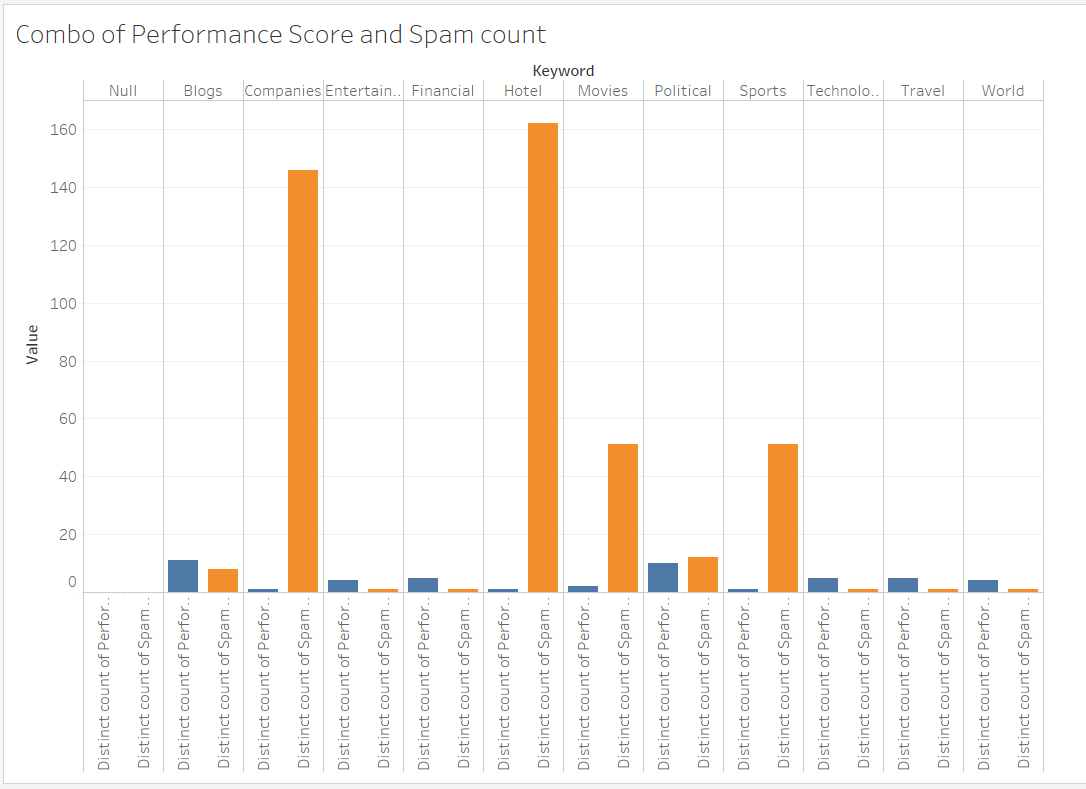 Combo of Performance Score and Spam count
Keyword
Null Blogs Companies Entertain.. Financial Hotel Movies Political Sports Technolo.. Travel World
160
140
120
100
80
60
40
20
0
Value
Distinct count of Perfor..
Distinct count of Spam ..
Distinct count of Perfor..
Distinct count of Spam ..
Distinct count of Perfor..
Distinct count of Spam ..
Distinct count of Perfor..
Distinct count of Spam ..
Distinct count of Perfor..
Distinct count of Spam ..
Distinct count of Perfor..
Distinct count of Spam ..
Distinct count of Perfor..
Distinct count of Spam ..
Distinct count of Perfor..
Distinct count of Spam ..
Distinct count of Perfor..
Distinct count of Spam ..
Distinct count of Perfor..
Distinct count of Spam ..
Distinct count of Perfor..
Distinct count of Spam ..
Distinct count of Perfor..
Distinct count of Spam ..